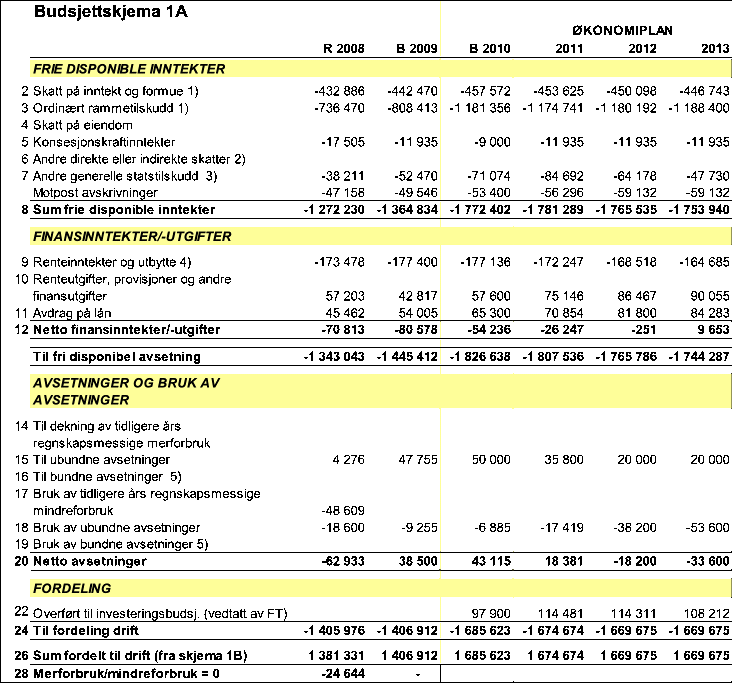 Budsjettskjema 1A
ØKONOMIPLAN
R 2008 B 2009 B 2010 2011 2012 2013
FRIE DISPONIBLE INNTEKTER
2 Skatt på inntekt og formue 1) -432 886 -442 470 -457 572 -453 625 -450 098 -446 743
3 Ordinært rammetilskudd 1) -736 470 -808 413 -1 181 356 -1 174 741 -1 180 192 -1 188 400
4 Skatt på eiendom
5 Konsesjonskraftinntekter -17 505 -11 935 -9 000 -11 935 -11 935 -11 935
6 Andre direkte eller indirekte skatter 2)
7 Andre generelle statstilskudd 3) -38 211 -52 470 -71 074 -84 692 -64 178 -47 730
Motpost avskrivninger -47 158 -49 546 -53 400 -56 296 -59 132 -59 132
8 Sum frie disponible inntekter -1 272 230 -1 364 834 -1 772 402 -1 781 289 -1 765 535 -1 753 940
FINANSINNTEKTER/-UTGIFTER
9 Renteinntekter og utbytte 4) -173 478 -177 400 -177 136 -172 247 -168 518 -164 685
10 Renteutgifter, provisjoner og andre
finansutgifter 57 203 42 817 57 600 75 146 86 467 90 055
11 Avdrag på lån 45 462 54 005 65 300 70 854 81 800 84 283
12 Netto finansinntekter/-utgifter -70 813 -80 578 -54 236 -26 247 -251 9 653
Til fri disponibel avsetning -1 343 043 -1 445 412 -1 826 638 -1 807 536 -1 765 786 -1 744 287
AVSETNINGER OG BRUK AV
AVSETNINGER
14 Til dekning av tidligere års
regnskapsmessige merforbruk
15 Til ubundne avsetninger 4 276 47 755 50 000 35 800 20 000 20 000
16 Til bundne avsetninger 5)
17 Bruk av tidligere års regnskapsmessige
mindreforbruk -48 609
18 Bruk av ubundne avsetninger -18 600 -9 255 -6 885 -17 419 -38 200 -53 600
19 Bruk av bundne avsetninger 5)
20 Netto avsetninger -62 933 38 500 43 115 18 381 -18 200 -33 600
FORDELING
22 Overført til investeringsbudsj. (vedtatt av FT) 97 900 114 481 114 311 108 212
24 Til fordeling drift -1 405 976 -1 406 912 -1 685 623 -1 674 674 -1 669 675 -1 669 675
26 Sum fordelt til drift (fra skjema 1B) 1 381 331 1 406 912 1 685 623 1 674 674 1 669 675 1 669 675
28 Merforbruk/mindreforbruk = 0 -24 644 -